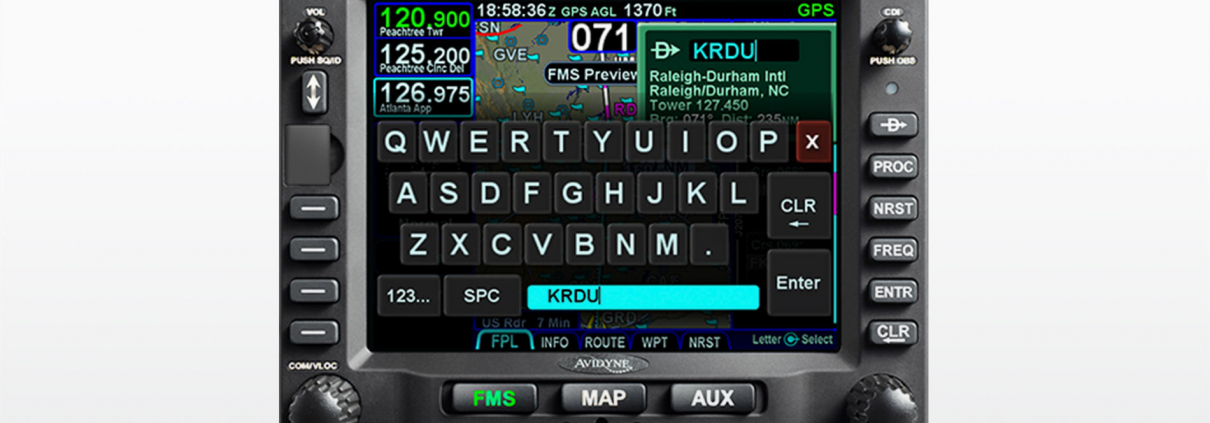 VOL
PUSH SQ/ID
120.900
Peachtree Twr
125.200
Peachtree Clnc Del
126.975
Atlanta App
18:58:36z GPS AGL 1370 Ft
GPS
GVE
071
FMS Preview
LYH
RD
KRDU
Raleigh-Durham Intl
Raleigh/Durham, NC
Tower 127.450
Brg: 071° Dist: 235NM
CDI
PUSH OBS
Q W E R T Y U I O P X
A S D F G H J K L
CLR
Z X C V B N M .
123... SPC KRDU
Enter
US Rdr 7 Min
GRD
FPL INFO ROUTE WPT NRST
Letter Select
D
PROC
NRST
FREQ
ENTR
CLR
COM/VLOC
AVIDYNE
FMS MAP AUX